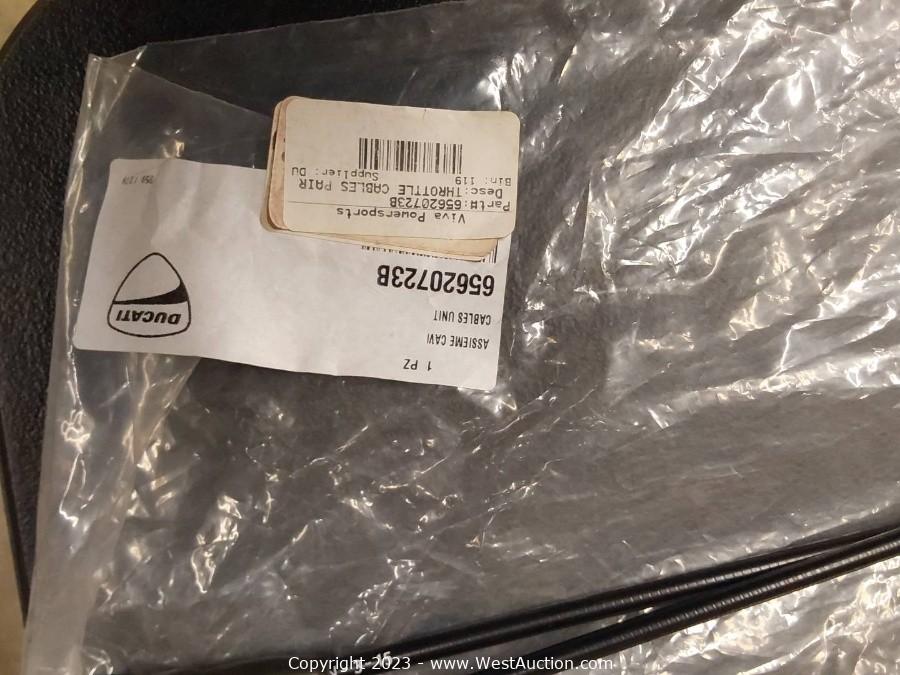 Viva Powersports
Part#:65620723B
Desc:THROTTLE CABLES PAIR
Supplier: DU
Bin: 119
1 PZ
ASSIEME CAVI
CABLES UNIT
65620723B
DUCATI
Copyright 2023 - www.WestAuction.com